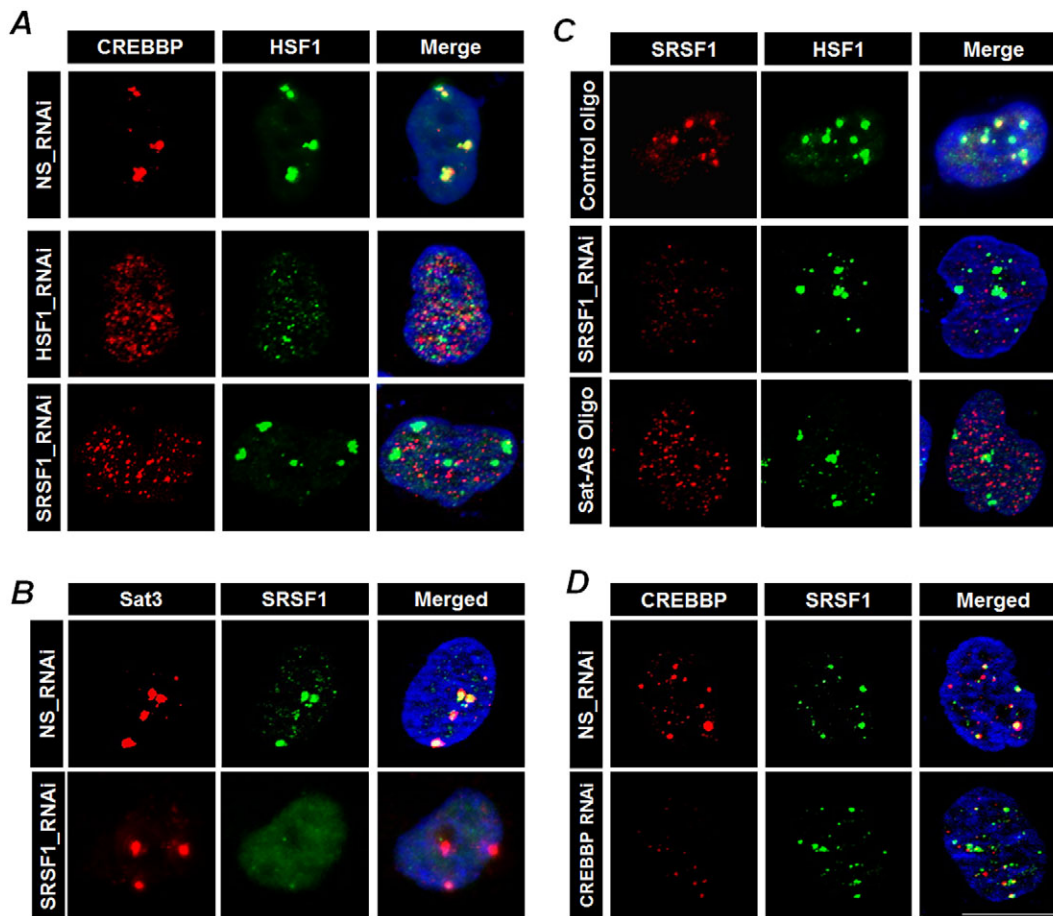 A
CREBBP HSF1 Merge
NS_RNAi
HSF1_RNAi
SRSF1_RNAi
B
Sat3 SRSF1 Merged
NS_RNAi
SRSF1_RNAi
C
SRSF1 HSF1 Merge
Control oligo
SRSF1_RNAi
Sat-AS Oligo
D
CREBBP SRSF1 Merged
NS_RNAi
CREBBP RNAi